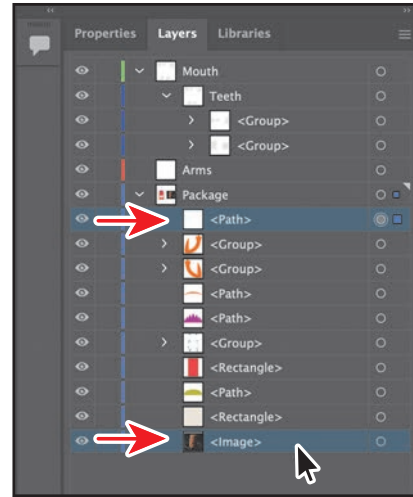 Properties Layers Libraries
Mouth
Teeth
<Group>
<Group>
Arms
Package
<Path>
<Group>
<Group>
<Path>
<Path>
<Group>
<Rectangle>
<Path>
<Rectangle>
<Image>